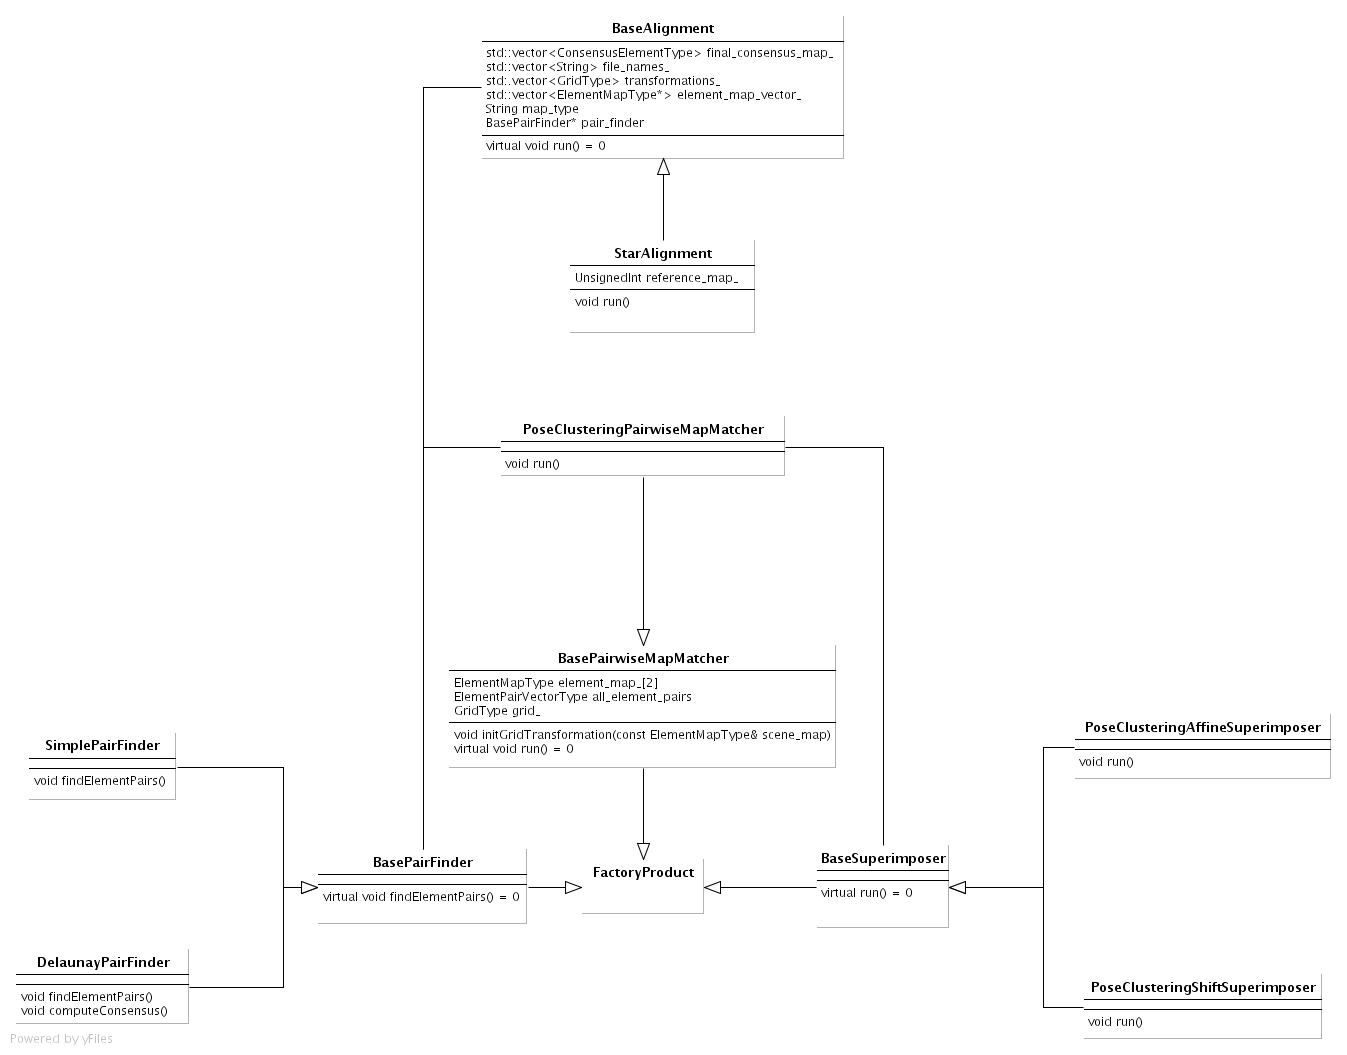 BaseAlignment
std::vector<ConsensusElementType> final_consensus_map_
std::vector<String> file_names_
std::vector<GridType> transformations_
std::vector<ElementMapType*> element_map_vector_
String map_type
BasePairFinder* pair_finder
virtual void run() = 0
StarAlignment
UnsignedInt reference_map_
void run()
PoseClusteringPairwiseMapMatcher
void run()
BasePairwiseMapMatcher
ElementMapType element_map_[2]
ElementPairVectorType all_element_pairs
GridType grid_
void initGridTransformation(const ElementMapType& scene_map)
virtual void run() = 0
SimplePairFinder
void findElementPairs()
PoseClusteringAffineSuperimposer
void run()
BasePairFinder
virtual void findElementPairs() = 0
FactoryProduct
BaseSuperimposer
virtual run() = 0
DelaunayPairFinder
void findElementPairs()
void computeConsensus()
PoseClusteringShiftSuperimposer
void run()
Powered by yFiles